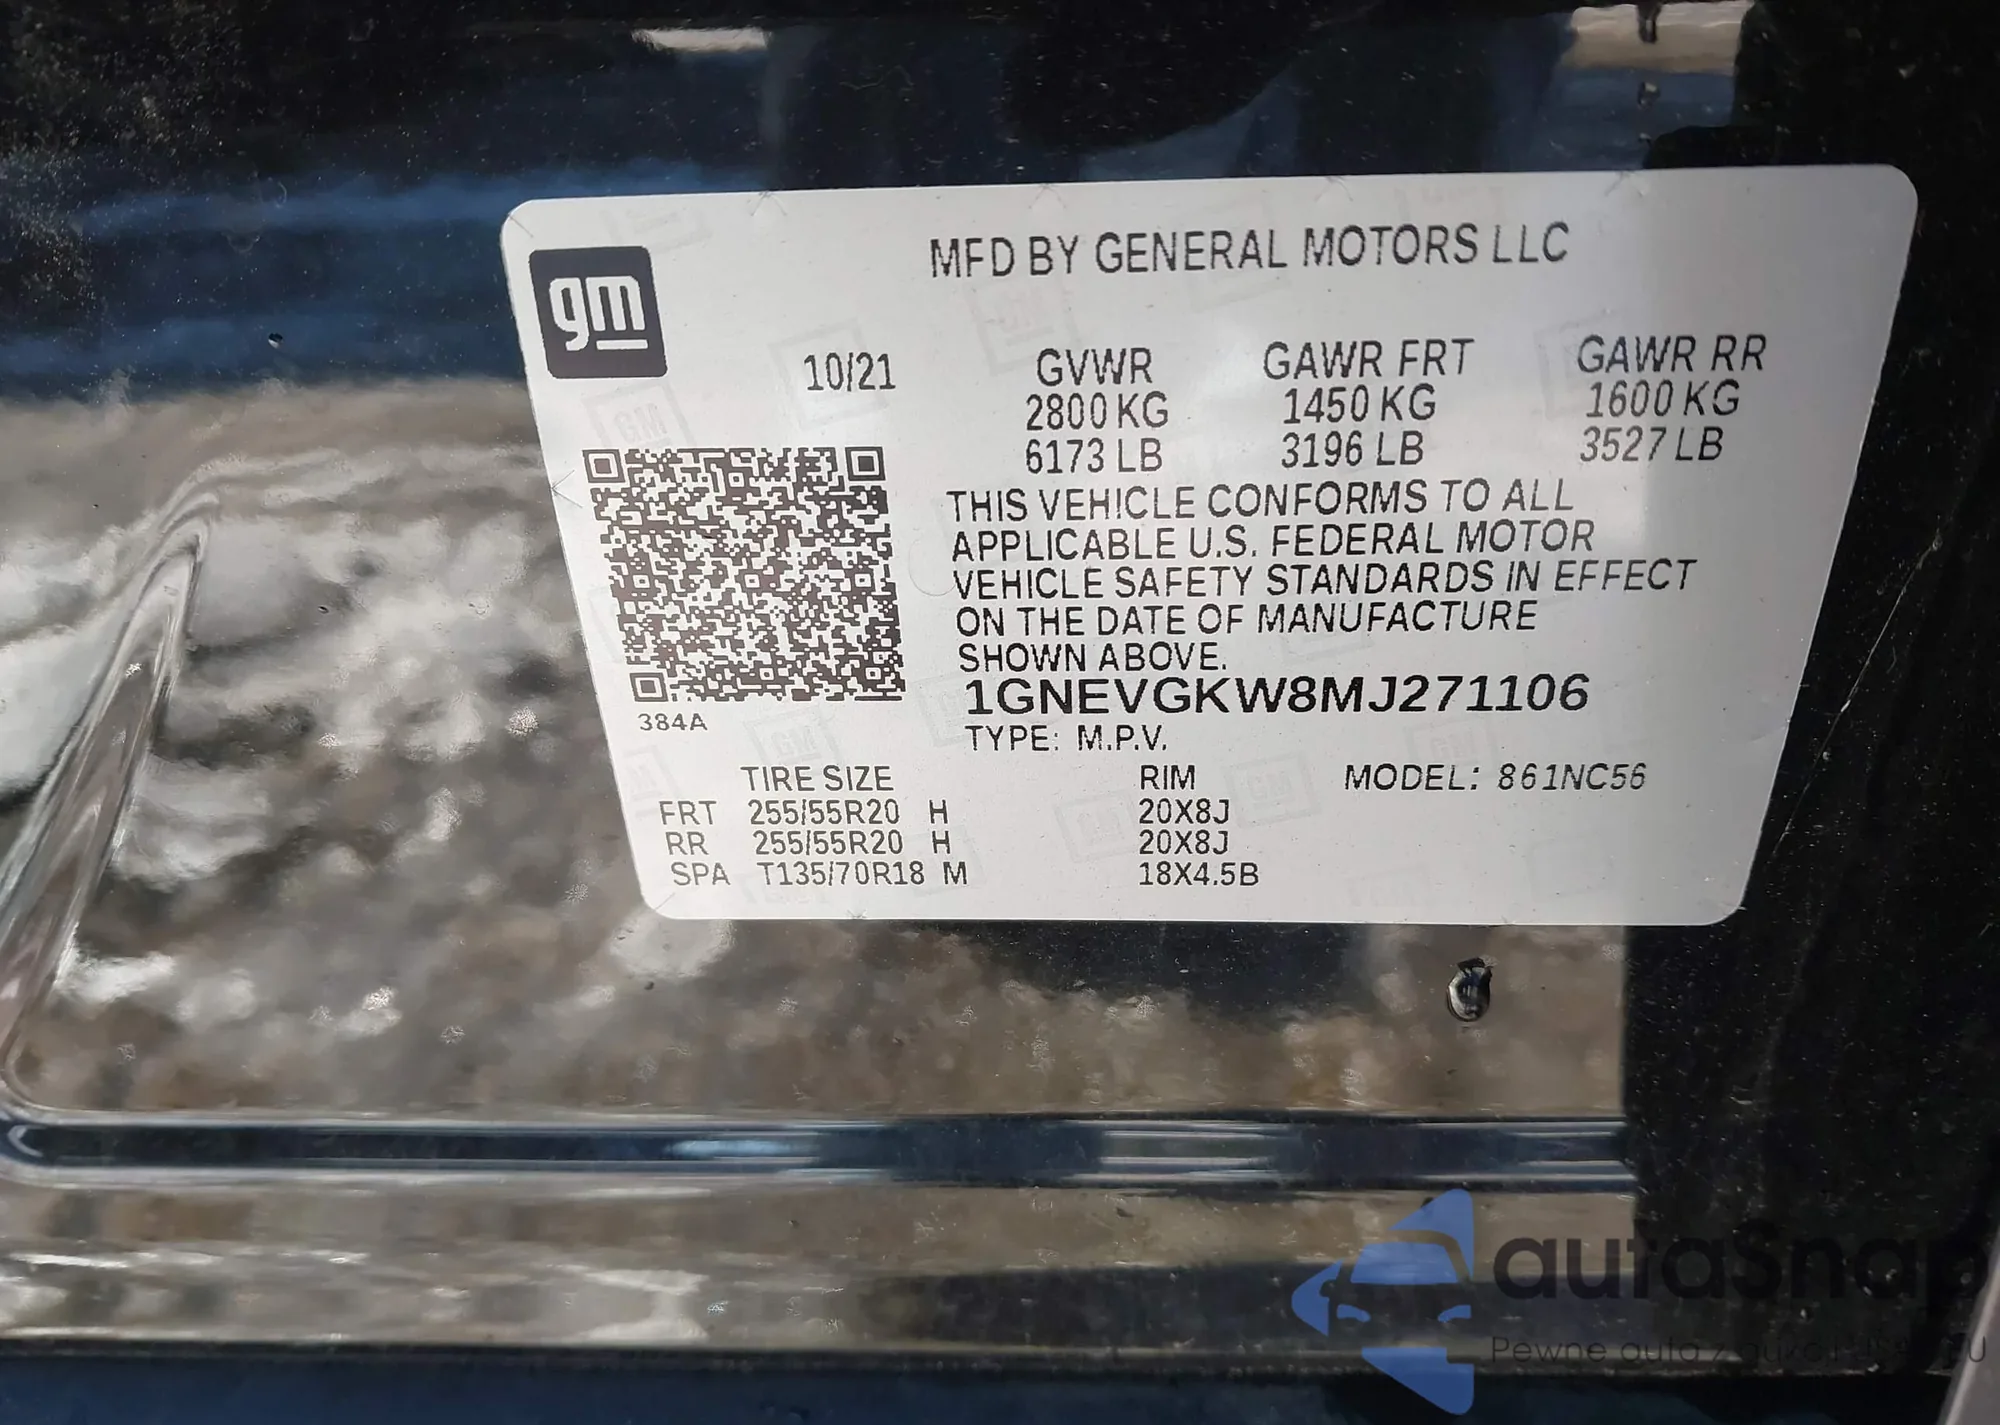 gm
MFD BY GENERAL MOTORS LLC
10/21 GVWR GAWR FRT GAWR RR
2800 KG 1450 KG 1600 KG
6173 LB 3196 LB 3527 LB
THIS VEHICLE CONFORMS TO ALL
APPLICABLE U.S. FEDERAL MOTOR
VEHICLE SAFETY STANDARDS IN EFFECT
ON THE DATE OF MANUFACTURE
SHOWN ABOVE.
1GNEVGKW8MJ271106
384A
TYPE: M.P.V.
TIRE SIZE RIM MODEL: 861NC56
FRT 255/55R20 H 20X8J
RR 255/55R20 H 20X8J
SPA T135/70R18 M 18X4.5B
autaSnap
Pewne auta z